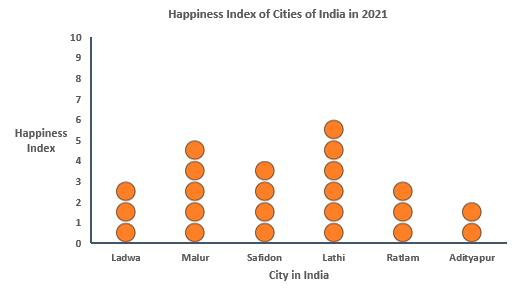 Happiness Index of Cities of India in 2021
10
9
8
7
6
5
4
3
2
1
0
Happiness
Index
Ladwa Malur Safidon Lathi Ratlam Adityapur
City in India